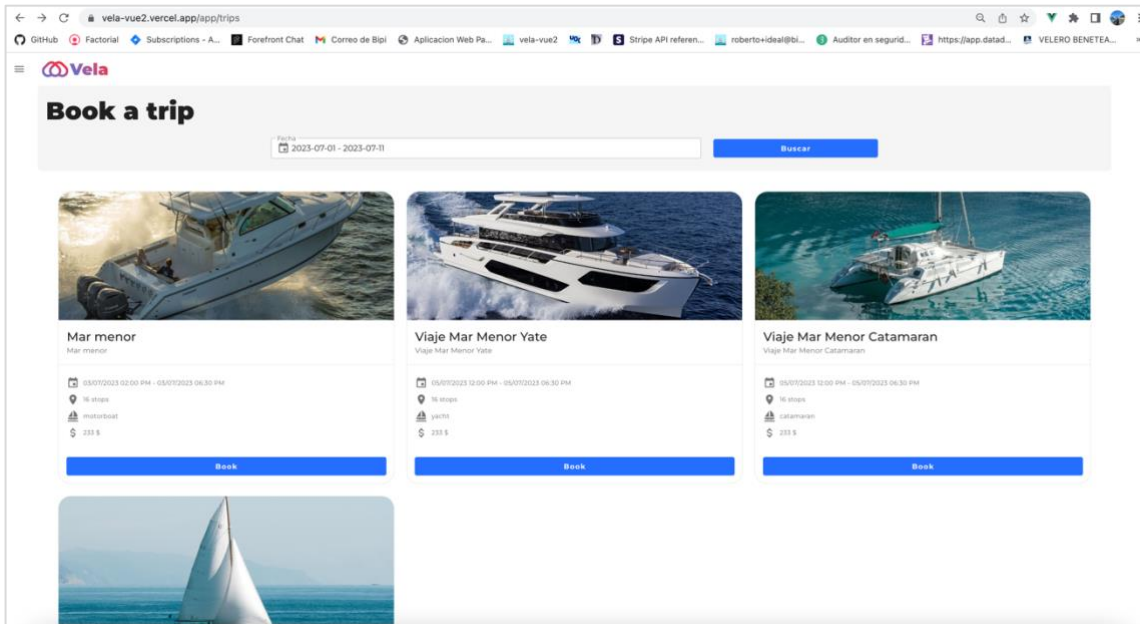 vela-vue2.vercel.app/app/trips
GitHub Factorial Subscriptions - A... Forefront Chat Correo de Bipi Aplicacion Web Pa... vela-vue2 Stripe API referen... roberto+ideal@bi... Auditor en segurid... https://app.datad... VELERO BENETEA... »
Vela
Book a trip
Fecha
2023-07-01 - 2023-07-11
Buscar
Mar menor
Mar menor
03/07/2023 02:00 PM - 03/07/2023 06:30 PM
16 stops
motorboat
$ 233 $
Book
Viaje Mar Menor Yate
Viaje Mar Menor Yate
05/07/2023 12:00 PM - 05/07/2023 06:30 PM
16 stops
yacht
$ 233 $
Book
Viaje Mar Menor Catamaran
Viaje Mar Menor Catamaran
05/07/2023 12:00 PM - 05/07/2023 06:30 PM
16 stops
catamaran
$ 233 $
Book